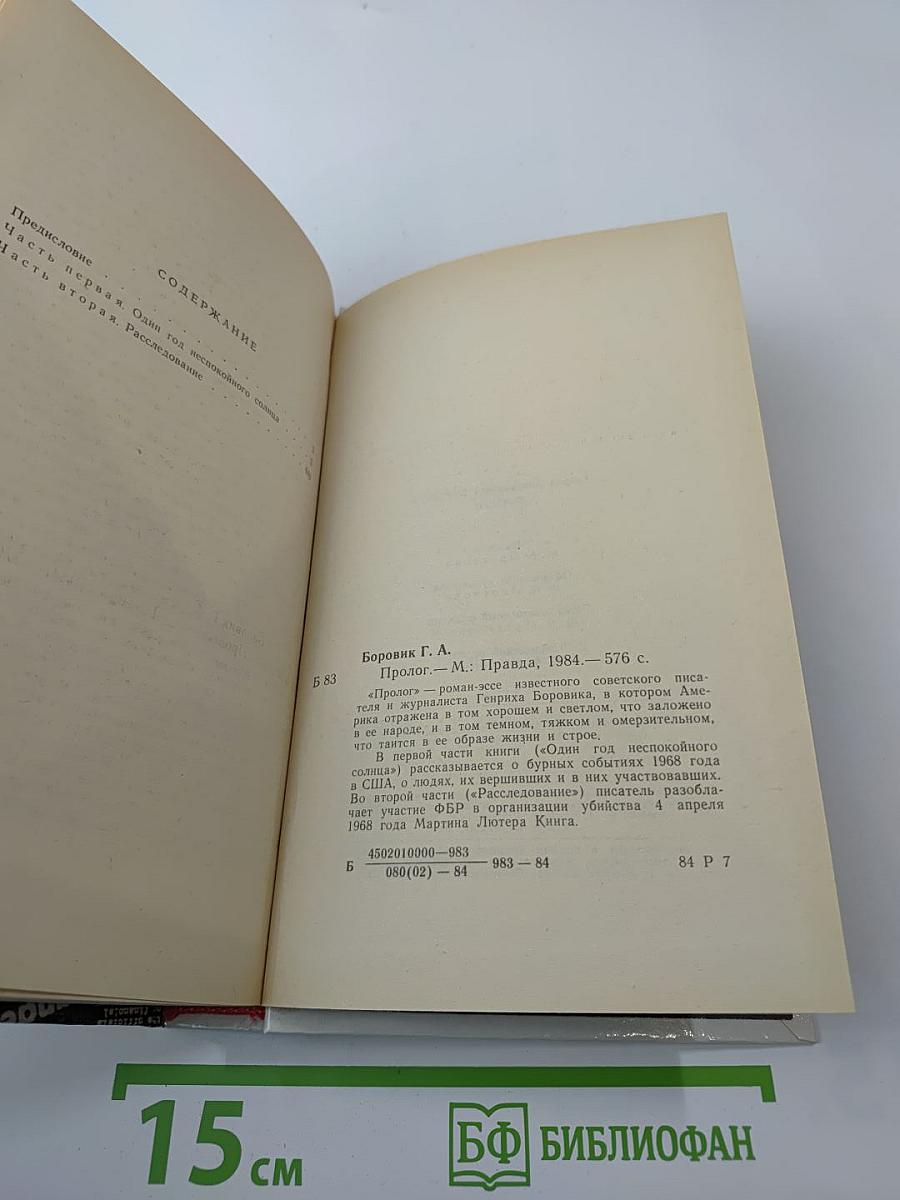 СОДЕРЖАНИЕ
Предисловие . . . . . . . . .
Часть первая. Один год неспокойного солнца . . .
Часть вторая. Расследование . . . . . . .
Боровик Г. А.
Б 83 Пролог.— М.: Правда, 1984.— 576 с.
«Пролог» — роман-эссе известного советского писа-
теля и журналиста Генриха Боровика, в котором Аме-
рика отражена в том хорошем и светлом, что заложено
в ее народе, и в том темном, тяжком и омерзительном,
что таится в ее образе жизни и строе.
В первой части книги («Один год неспокойного
солнца») рассказывается о бурных событиях 1968 года
в США, о людях, их вершивших и в них участвовавших.
Во второй части («Расследование») писатель разобла-
чает участие ФБР в организации убийства 4 апреля
1968 года Мартина Лютера Кинга.
Б 4502010000—983
080(02) — 84
983 — 84
84 Р 7
15 см
БФ БИБЛИОФАН